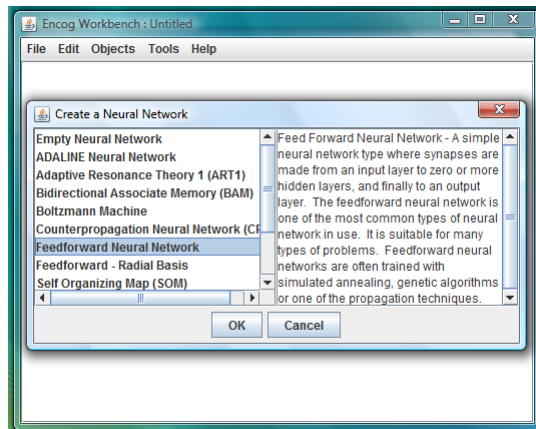 Encog Workbench : Untitled
File Edit Objects Tools Help
Create a Neural Network
Empty Neural Network
ADALINE Neural Network
Adaptive Resonance Theory 1 (ART1)
Bidirectional Associate Memory (BAM)
Boltzmann Machine
Counterpropagation Neural Network (CF
Feedforward Neural Network
Feedforward - Radial Basis
Self Organizing Map (SOM)
Feed Forward Neural Network - A simple
neural network type where synapses are
made from an input layer to zero or more
hidden layers, and finally to an output
layer. The feedforward neural network is
one of the most common types of neural
network in use. It is suitable for many
types of problems. Feedforward neural
networks are often trained with
simulated annealing, genetic algorithms
or one of the propagation techniques.
OK Cancel